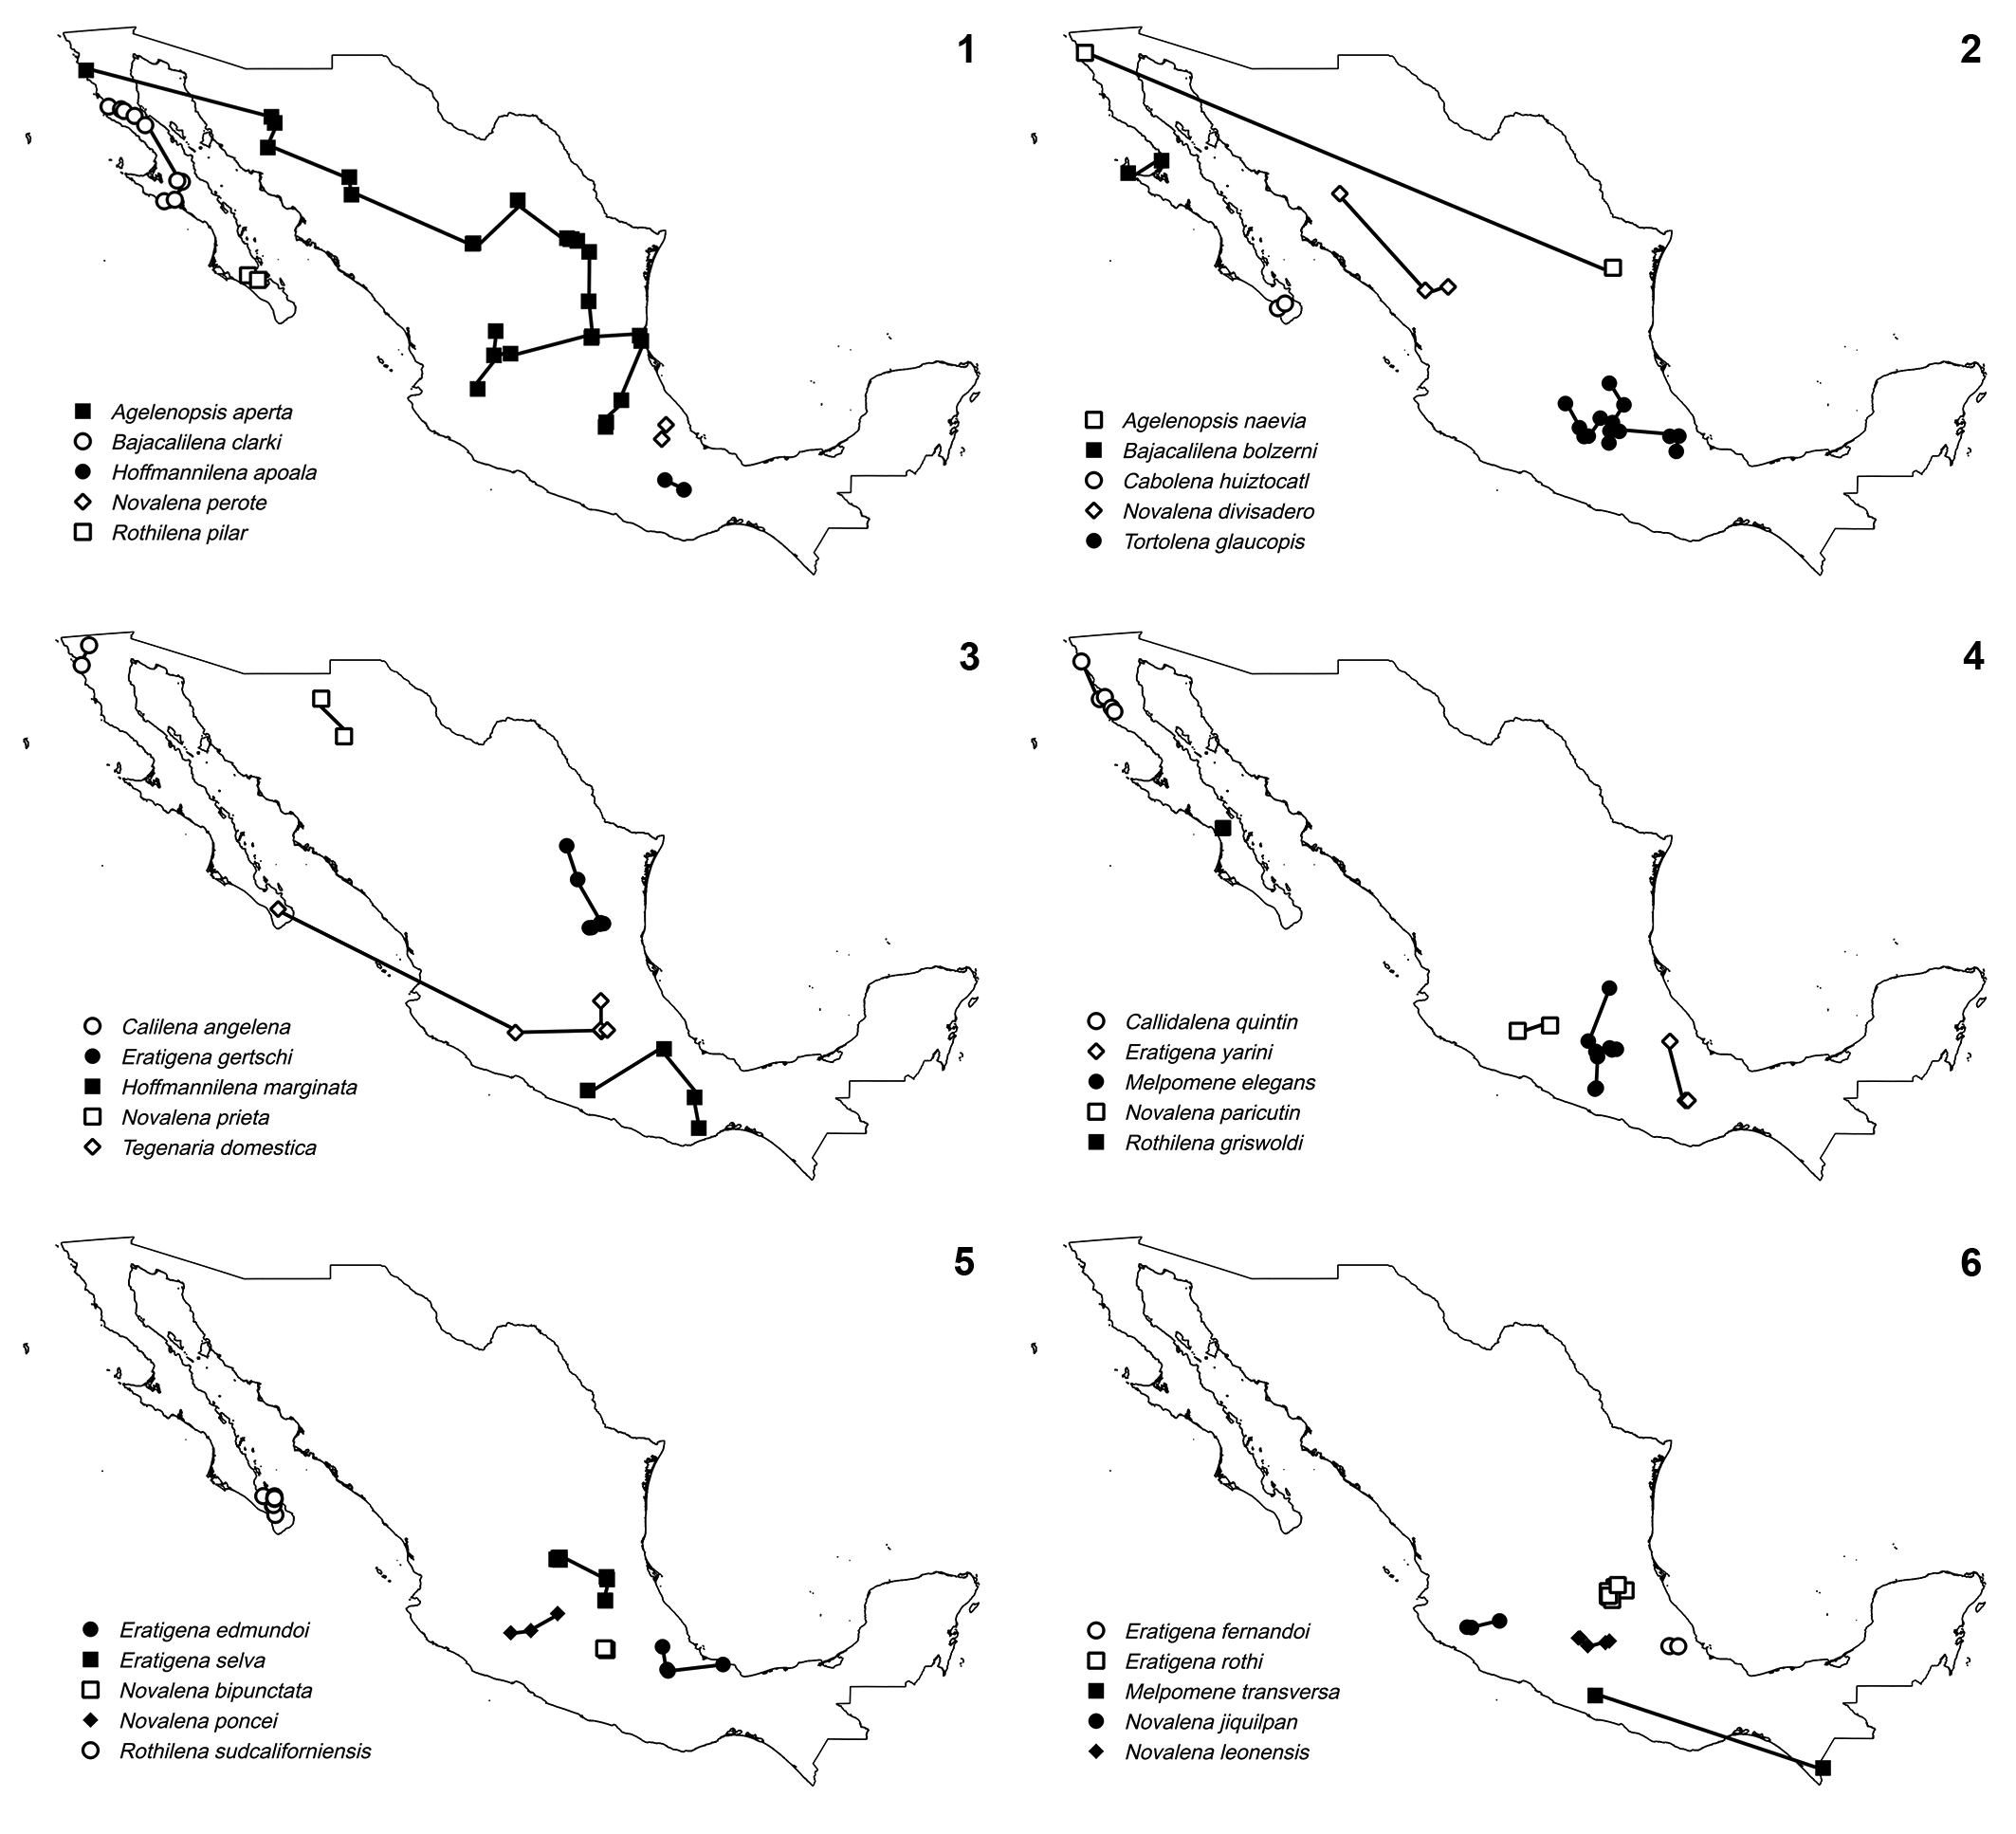 1
Agelenopsis aperta
Bajacalilena clarki
Hoffmannilena apoala
Novalena perote
Rothilena pilar
2
Agelenopsis naevia
Bajacalilena bolzerni
Cabolena huiztocatl
Novalena divisadero
Tortolena glaucopis
3
Calilena angelena
Eratigena gertschi
Hoffmannilena marginata
Novalena prieta
Tegenaria domestica
4
Callidalena quintin
Eratigena yarini
Melpomene elegans
Novalena paricutin
Rothilena griswoldi
5
Eratigena edmundoi
Eratigena selva
Novalena bipunctata
Novalena poncei
Rothilena sudcaliforniensis
6
Eratigena fernandoi
Eratigena rothi
Melpomene transversa
Novalena jiquilpan
Novalena leonensis